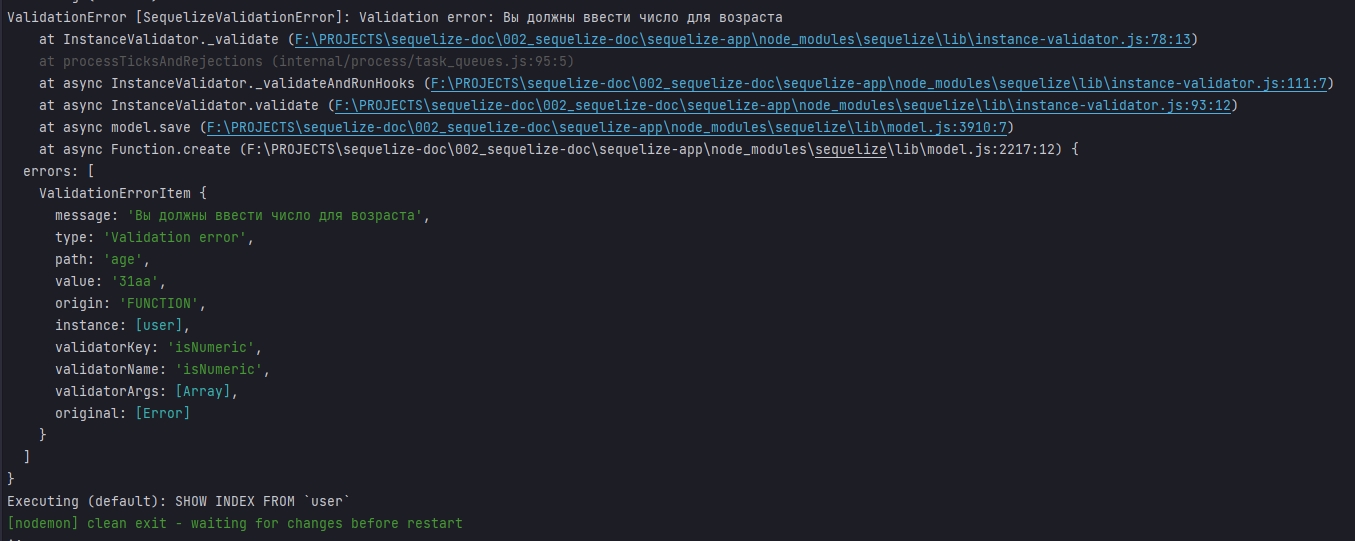 ValidationError [SequelizeValidationError]: Validation error: Вы должны ввести число для возраста
at InstanceValidator._validate (F:\PROJECTS\sequelize-doc\002_sequelize-doc\sequelize-app\node_modules\sequelize\lib\instance-validator.js:78:13)
at processTicksAndRejections (internal/process/task_queues.js:95:5)
at async InstanceValidator._validateAndRunHooks (F:\PROJECTS\sequelize-doc\002_sequelize-doc\sequelize-app\node_modules\sequelize\lib\instance-validator.js:111:7)
at async InstanceValidator.validate (F:\PROJECTS\sequelize-doc\002_sequelize-doc\sequelize-app\node_modules\sequelize\lib\instance-validator.js:93:12)
at async model.save (F:\PROJECTS\sequelize-doc\002_sequelize-doc\sequelize-app\node_modules\sequelize\lib\model.js:3910:7)
at async Function.create (F:\PROJECTS\sequelize-doc\002_sequelize-doc\sequelize-app\node_modules\sequelize\lib\model.js:2217:12) {
errors: [
ValidationErrorItem {
message: 'Вы должны ввести число для возраста',
type: 'Validation error',
path: 'age',
value: '31aa',
origin: 'FUNCTION',
instance: [user],
validatorKey: 'isNumeric',
validatorName: 'isNumeric',
validatorArgs: [Array],
original: [Error]
}
]
}
Executing (default): SHOW INDEX FROM `user`
[nodemon] clean exit - waiting for changes before restart